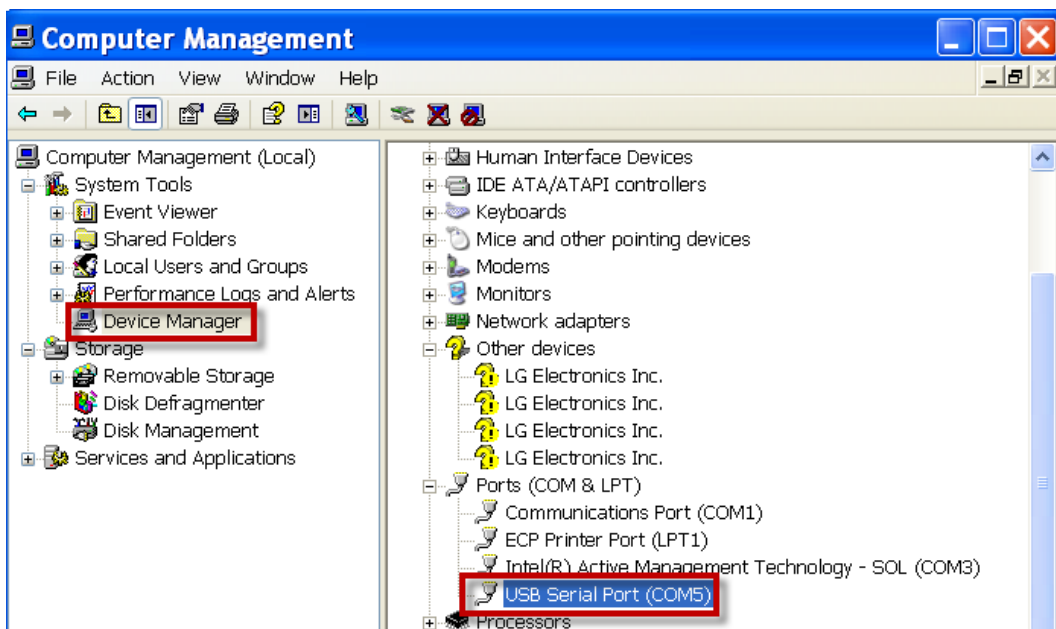 Computer Management
File Action View Window Help
Computer Management (Local)
System Tools
Event Viewer
Shared Folders
Local Users and Groups
Performance Logs and Alerts
Device Manager
Storage
Removable Storage
Disk Defragmenter
Disk Management
Services and Applications
Human Interface Devices
IDE ATA/ATAPI controllers
Keyboards
Mice and other pointing devices
Modems
Monitors
Network adapters
Other devices
LG Electronics Inc.
LG Electronics Inc.
LG Electronics Inc.
LG Electronics Inc.
Ports (COM & LPT)
Communications Port (COM1)
ECP Printer Port (LPT1)
Intel(R) Active Management Technology - SOL (COM3)
USB Serial Port (COM5)
Processors